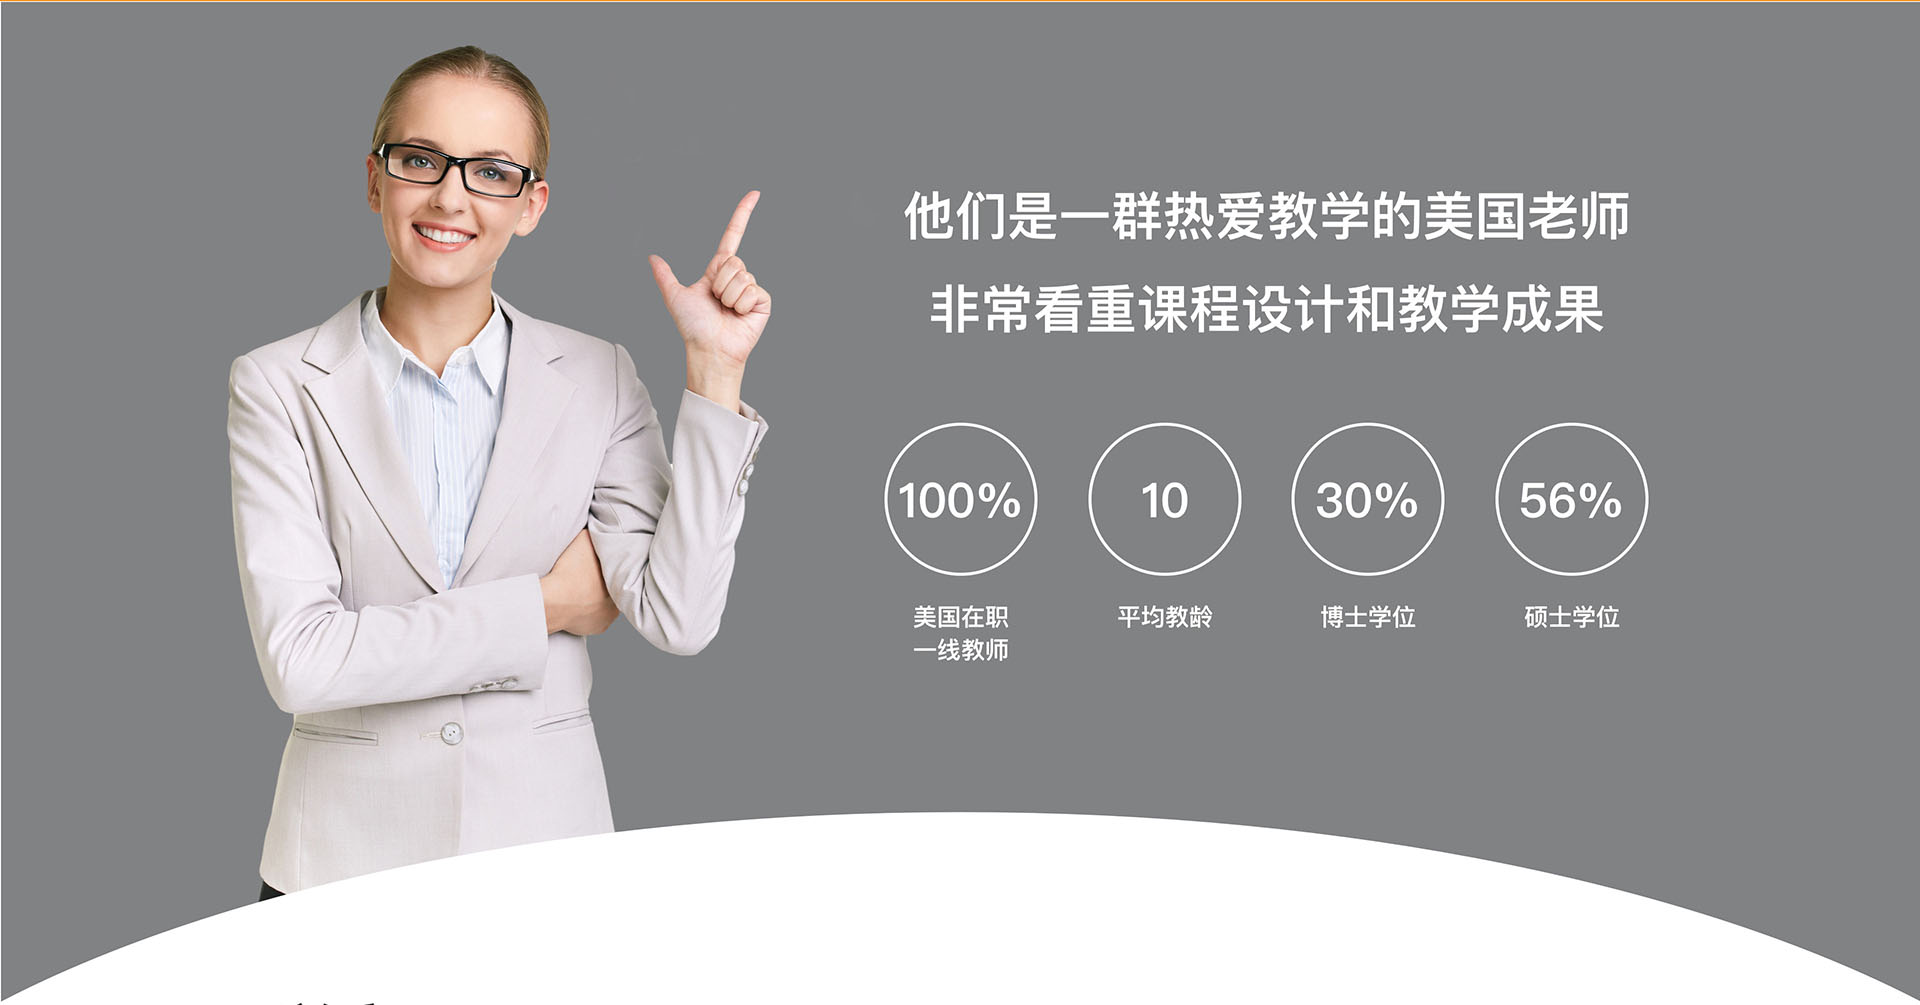 他们是一群热爱教学的美国老师
非常看重课程设计和教学成果
100%
10
30%
56%
美国在职
一线教师
平均教龄
博士学位
硕士学位